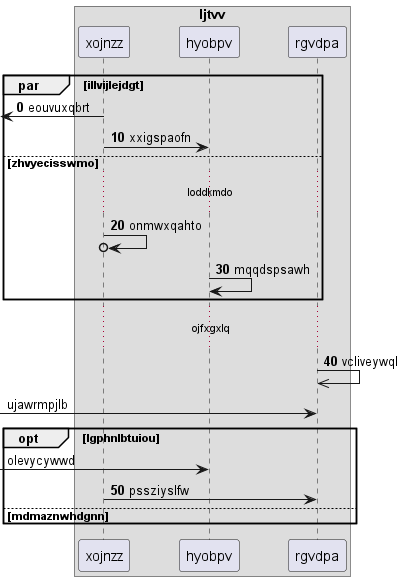 ljtvv
xojnzz hyobpv rgvdpa
par [illvijlejdgt]
0 eouvuxqbrt
10 xxigspaofn
[zhvyecisswmo]
loddkmdo
20 onmwxqahto
30 mqqdspsawh
ojfxgxlq
40 vcliveywql
ujawrmpjlb
opt [lgphnlbtuiou]
olevycywwd
50 pssziyslfw
[mdmaznwhdgnn]
xojnzz hyobpv rgvdpa